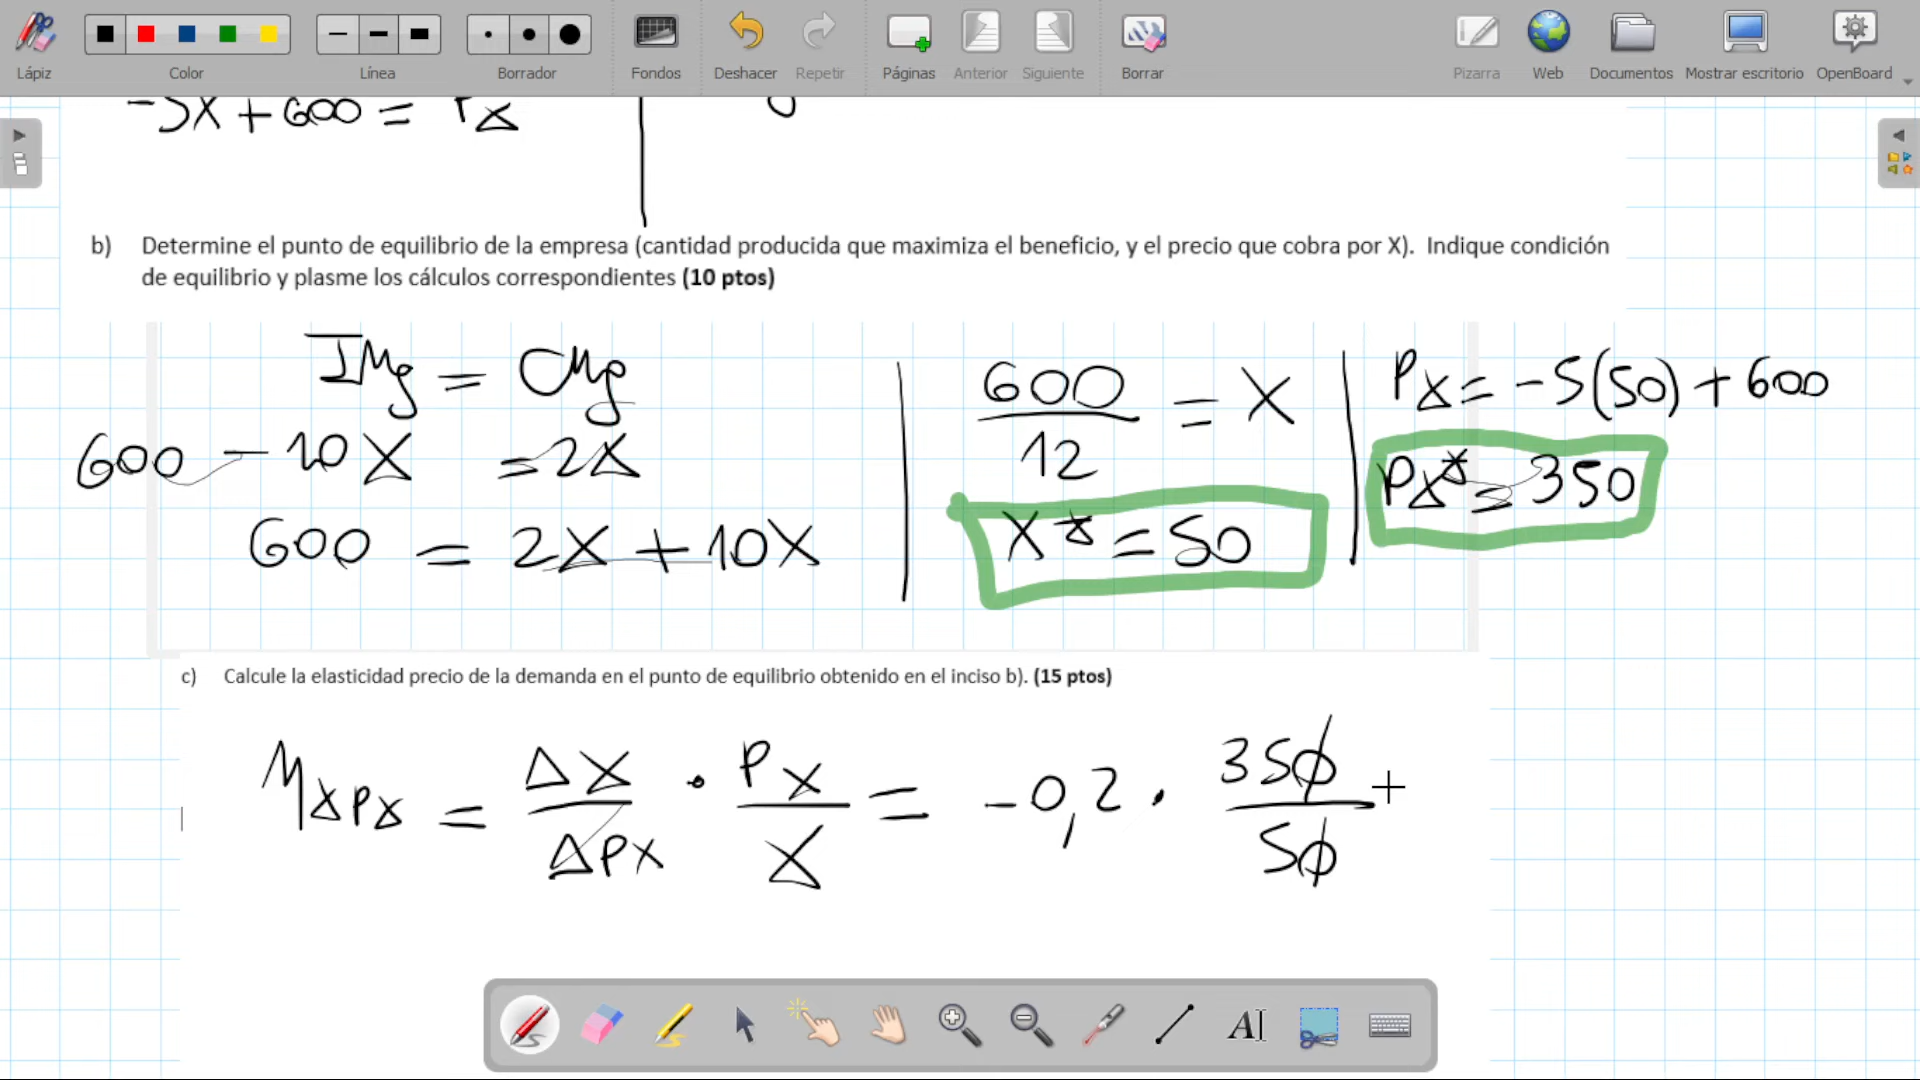 Lápiz Color Línea Borrador Fondos Deshacer Repetir Páginas Anterior Siguiente Borrar Pizarra Web Documentos Mostrar escritorio OpenBoard
-5X + 600 = Px
b) Determine el punto de equilibrio de la empresa (cantidad producida que maximiza el beneficio, y el precio que cobra por X). Indique condición
de equilibrio y plasme los cálculos correspondientes (10 ptos)
IMg = CMg
600 - 10X = 2X
600 = 2X + 10X
600/12 = X
X* = 50
Px = -5(50) + 600
Px* = 350
c) Calcule la elasticidad precio de la demanda en el punto de equilibrio obtenido en el inciso b). (15 ptos)
ηxPx = ΔX/ΔPx · Px/X = -0,2 · 350/50
AI